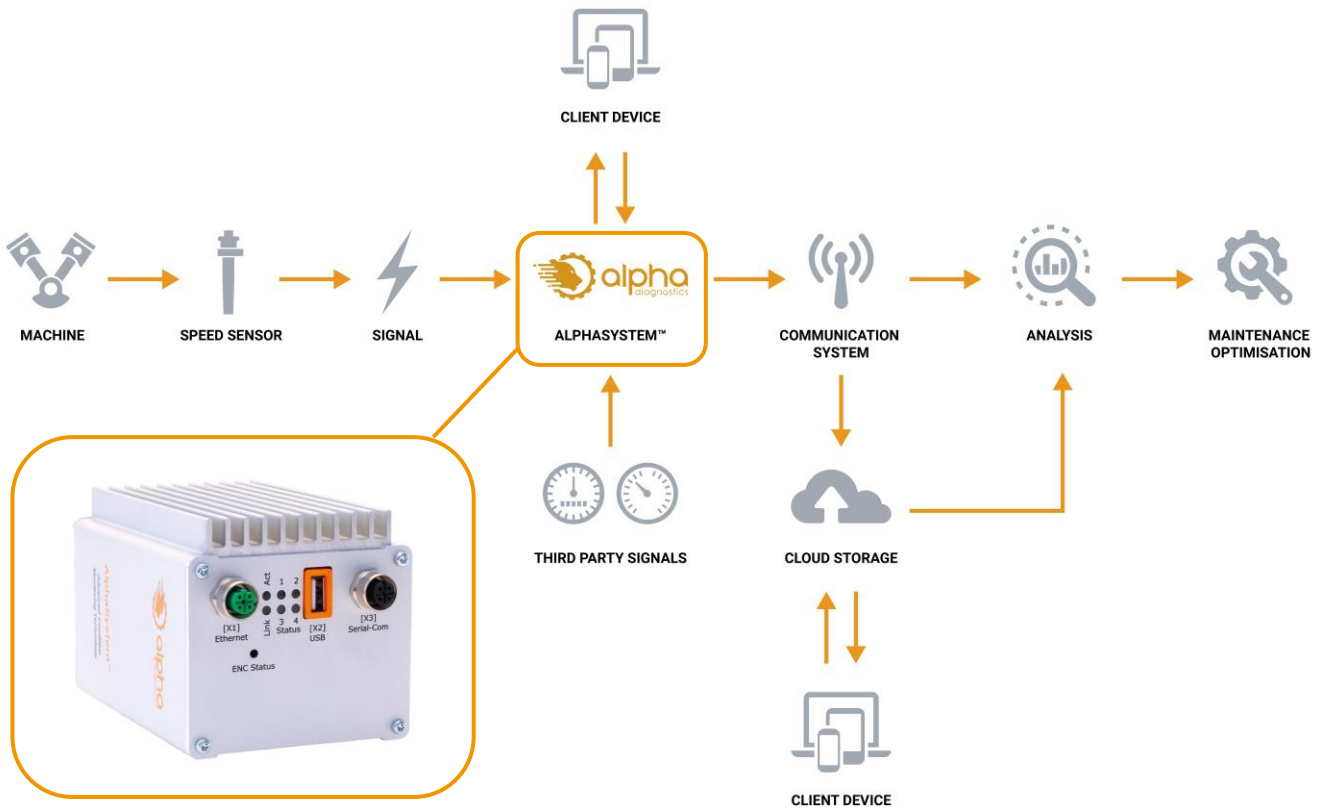 CLIENT DEVICE
MACHINE
SPEED SENSOR
SIGNAL
alpha
diagnostics
ALPHASYSTEM™
COMMUNICATION
SYSTEM
ANALYSIS
MAINTENANCE
OPTIMISATION
THIRD PARTY SIGNALS
CLOUD STORAGE
CLIENT DEVICE
alpha
AlphaSystem™
Act
1 2
Link
3 4
Status
[X1]
Ethernet
[X2]
USB
[X3]
Serial-Com
ENC Status